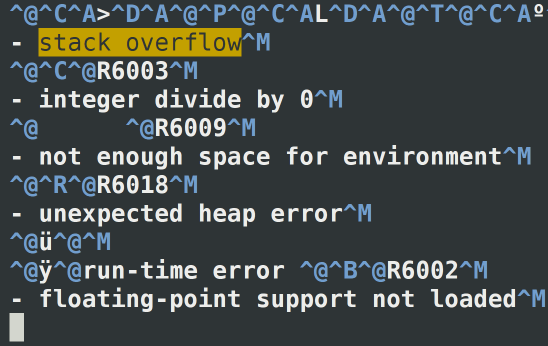 ^@^C^A>^D^A^@^P^@^C^AL^D^A^@^T^@^C^Aº
- stack overflow^M
^@^C^@R6003^M
- integer divide by 0^M
^@      ^@R6009^M
- not enough space for environment^M
^@^R^@R6018^M
- unexpected heap error^M
^@ü^@^M
^@ÿ^@run-time error ^@^B^@R6002^M
- floating-point support not loaded^M